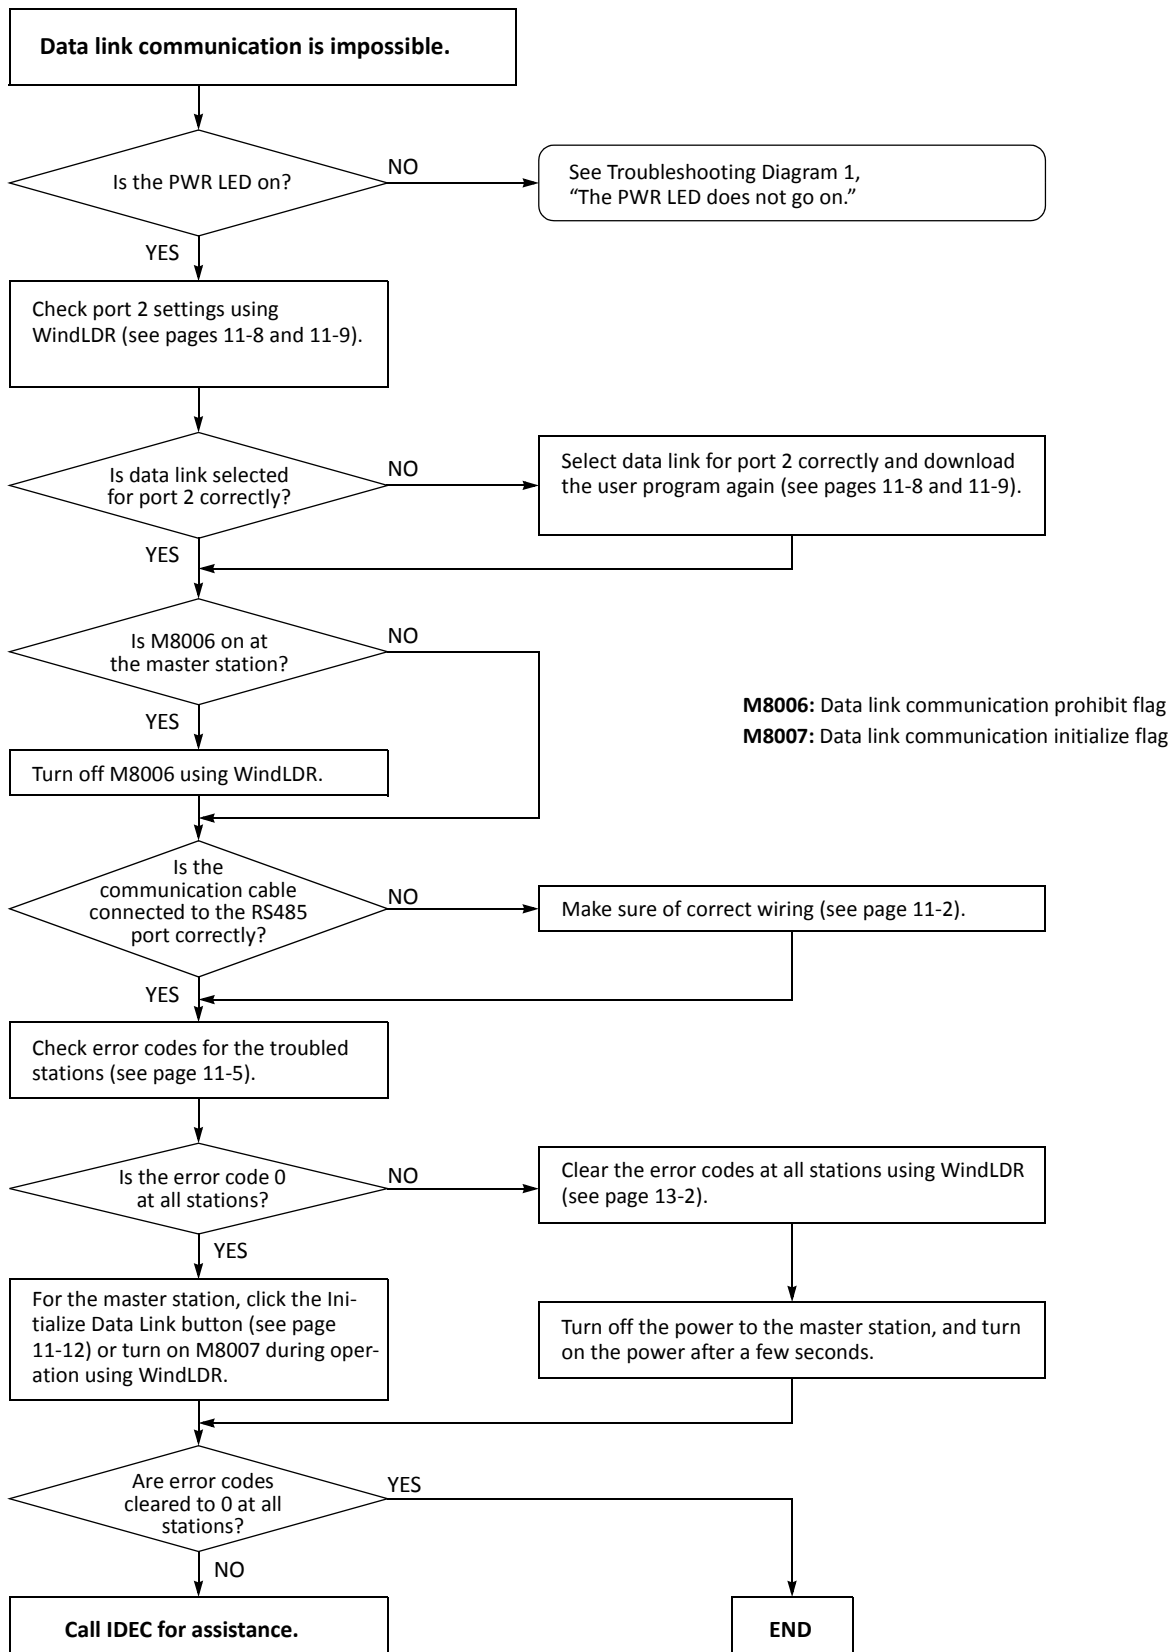 Data link communication is impossible.
Is the PWR LED on?
NO
See Troubleshooting Diagram 1,
“The PWR LED does not go on.”
YES
Check port 2 settings using
WindLDR (see pages 11-8 and 11-9).
Is data link selected
for port 2 correctly?
NO
Select data link for port 2 correctly and download
the user program again (see pages 11-8 and 11-9).
YES
Is M8006 on at
the master station?
NO
M8006: Data link communication prohibit flag
M8007: Data link communication initialize flag
YES
Turn off M8006 using WindLDR.
Is the
communication cable
connected to the RS485
port correctly?
NO
Make sure of correct wiring (see page 11-2).
YES
Check error codes for the troubled
stations (see page 11-5).
Is the error code 0
at all stations?
NO
Clear the error codes at all stations using WindLDR
(see page 13-2).
YES
For the master station, click the Ini-
tialize Data Link button (see page
11-12) or turn on M8007 during oper-
ation using WindLDR.
Turn off the power to the master station, and turn
on the power after a few seconds.
Are error codes
cleared to 0 at all
stations?
YES
NO
Call IDEC for assistance.
END